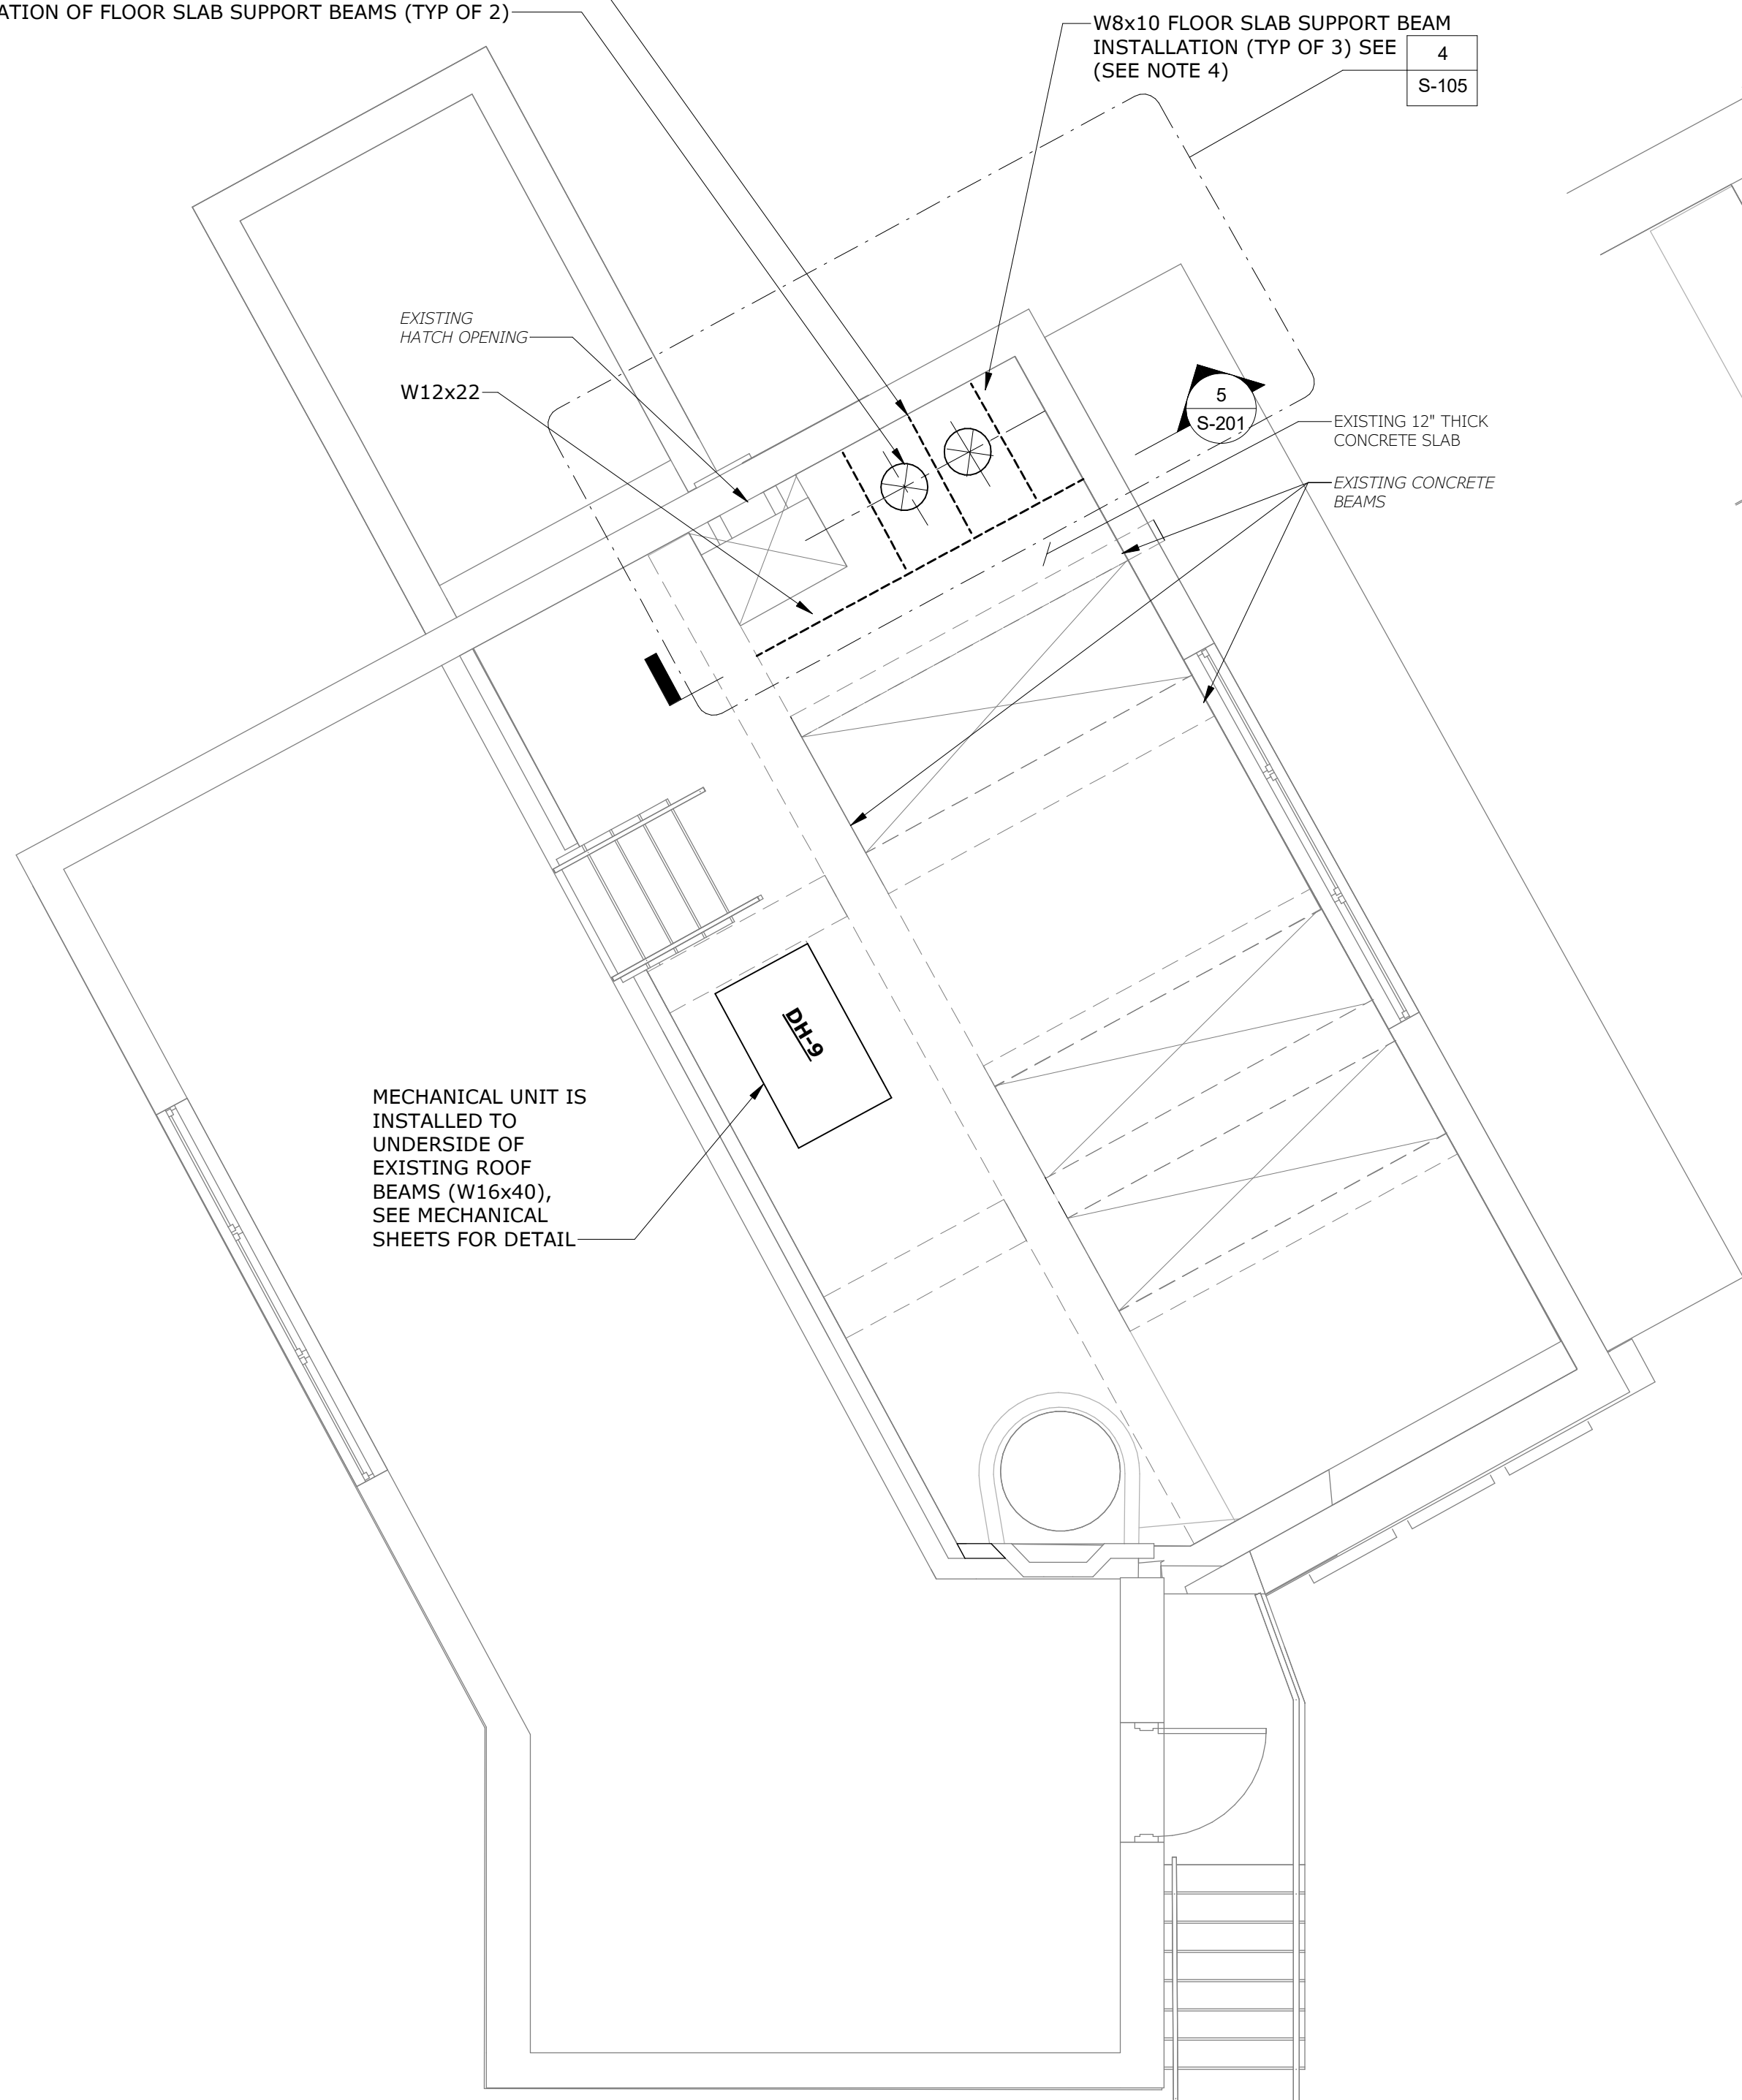 OF FLOOR SLAB SUPPORT BEAMS (TYP OF 2)
W8x10 FLOOR SLAB SUPPORT BEAM
INSTALLATION (TYP OF 3) SEE
(SEE NOTE 4)
4
S-105
EXISTING
HATCH OPENING
W12x22
5
S-201
EXISTING 12" THICK
CONCRETE SLAB
EXISTING CONCRETE
BEAMS
DH-9
MECHANICAL UNIT IS
INSTALLED TO
UNDERSIDE OF
EXISTING ROOF
BEAMS (W16x40),
SEE MECHANICAL
SHEETS FOR DETAIL